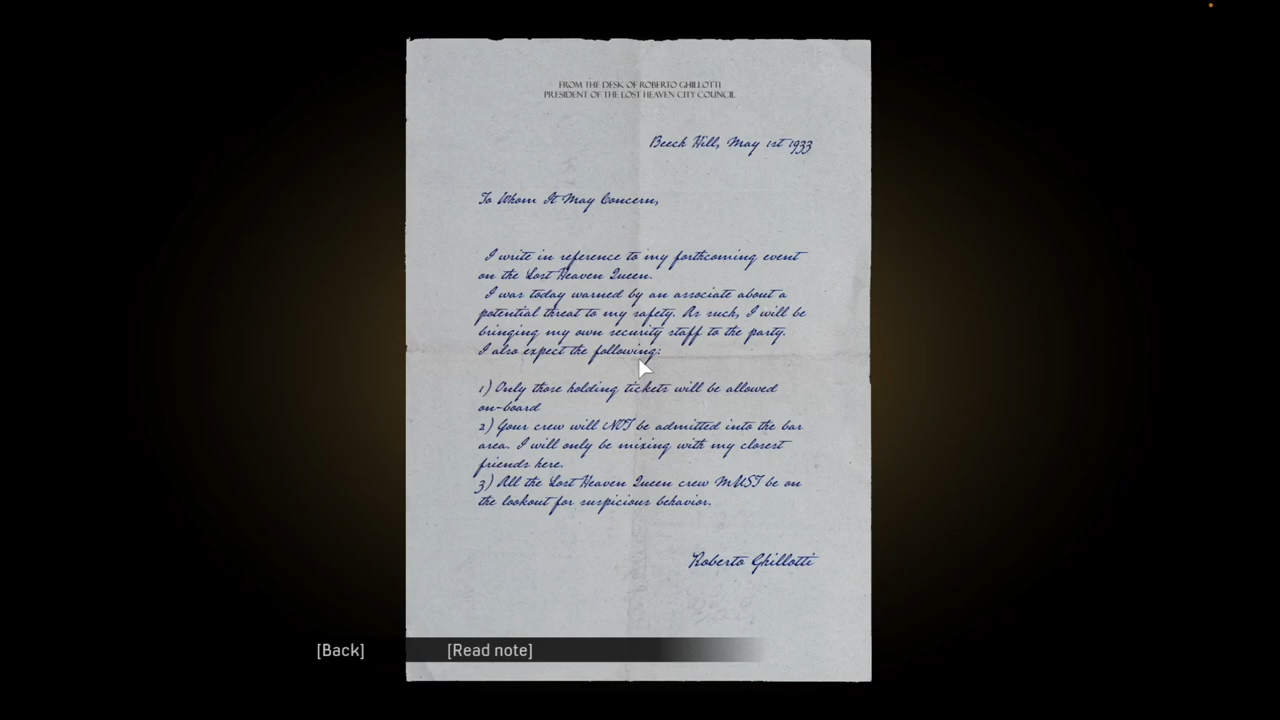 FROM THE DESK OF ROBERTO GHILLOTTI
PRESIDENT OF THE LOST HEAVEN CITY COUNCIL
Beech Hill, May 1st 1933
To Whom It May Concern,
I write in reference to my forthcoming event
on the Lost Heaven Queen.
I was today warned by an associate about a
potential threat to my safety. As such, I will be
bringing my own security staff to the party.
I also expect the following:
1) Only those holding tickets will be allowed
on-board
2) Your crew will NOT be admitted into the bar
area. I will only be mixing with my closest
friends here.
3) All the Lost Heaven Queen crew MUST be on
the lookout for suspicious behavior.
Roberto Ghillotti
[Back] [Read note]